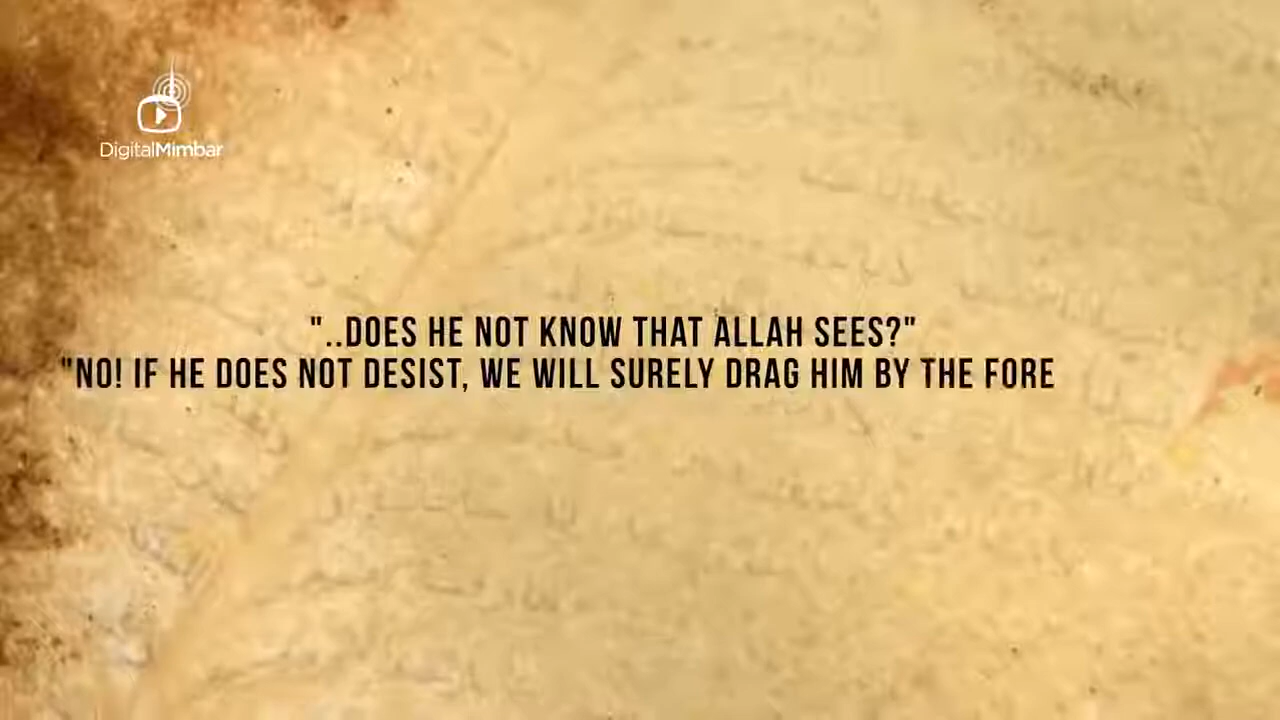 DigitalMimbar
"..DOES HE NOT KNOW THAT ALLAH SEES?"
"NO! IF HE DOES NOT DESIST, WE WILL SURELY DRAG HIM BY THE FORE